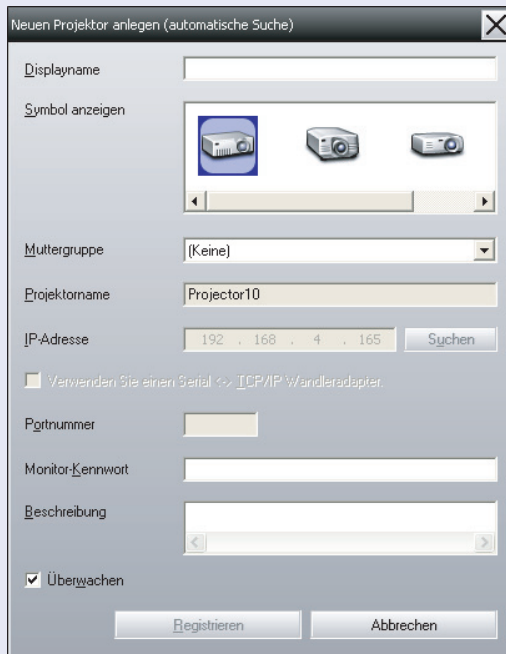 Neuen Projektor anlegen (automatische Suche)
Displayname
Symbol anzeigen
Muttergruppe (Keine)
Projektorname Projector10
IP-Adresse 192 . 168 . 4 . 165 Suchen
Verwenden Sie einen Serial <-> TCP/IP Wandleradapter.
Portnummer
Monitor-Kennwort
Beschreibung
Überwachen
Registrieren Abbrechen